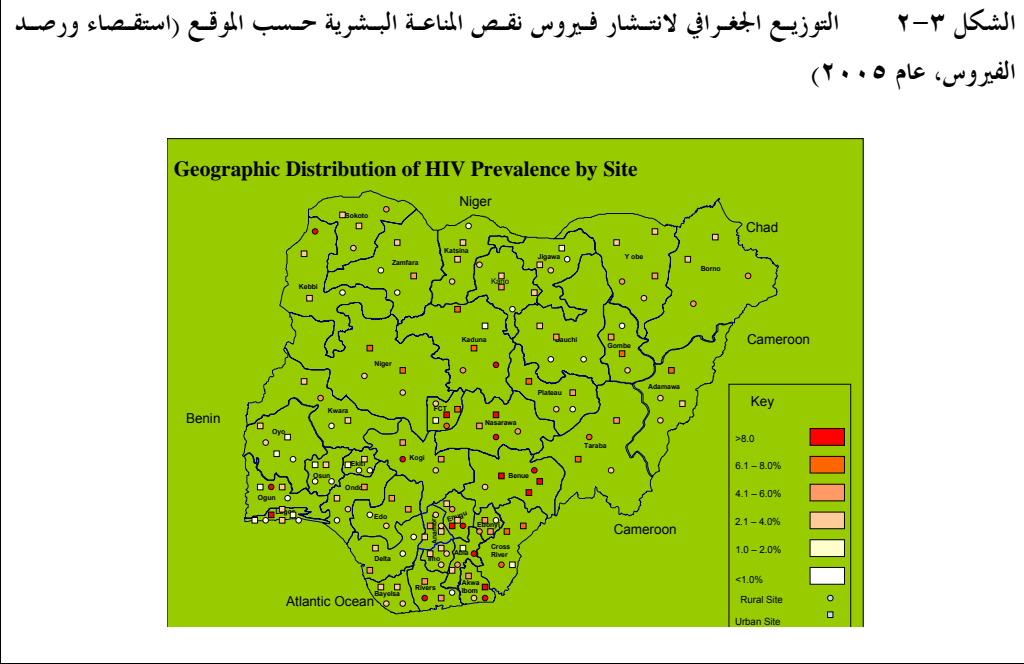 الشكل ٣-٢ التوزيع الجغرافي لانتشار فيروس نقص المناعة البشرية حسب الموقع (استقصاء ورصد
الفيروس، عام ٢٠٠٥)
Geographic Distribution of HIV Prevalence by Site
Niger
Chad
Sokoto
Katsina
Jigawa
Y obe
Zamfara
Borno
Kano
Kebbi
Cameroon
Kaduna
Bauchi
Gombe
Niger
Adamawa
Plateau
Key
Benin
Kwara
FCT
Nasarawa
>8.0
Oyo
Taraba
Kogi
6.1 – 8.0%
Osun
Ekiti
Benue
Ondo
4.1 – 6.0%
Ogun
Edo
Enugu
Ebonyi
2.1 – 4.0%
Cameroon
Cross
River
Delta
Imo
Abia
1.0 – 2.0%
Akwa
Ibom
Rivers
Bayelsa
<1.0%
Atlantic Ocean
Rural Site
Urban Site